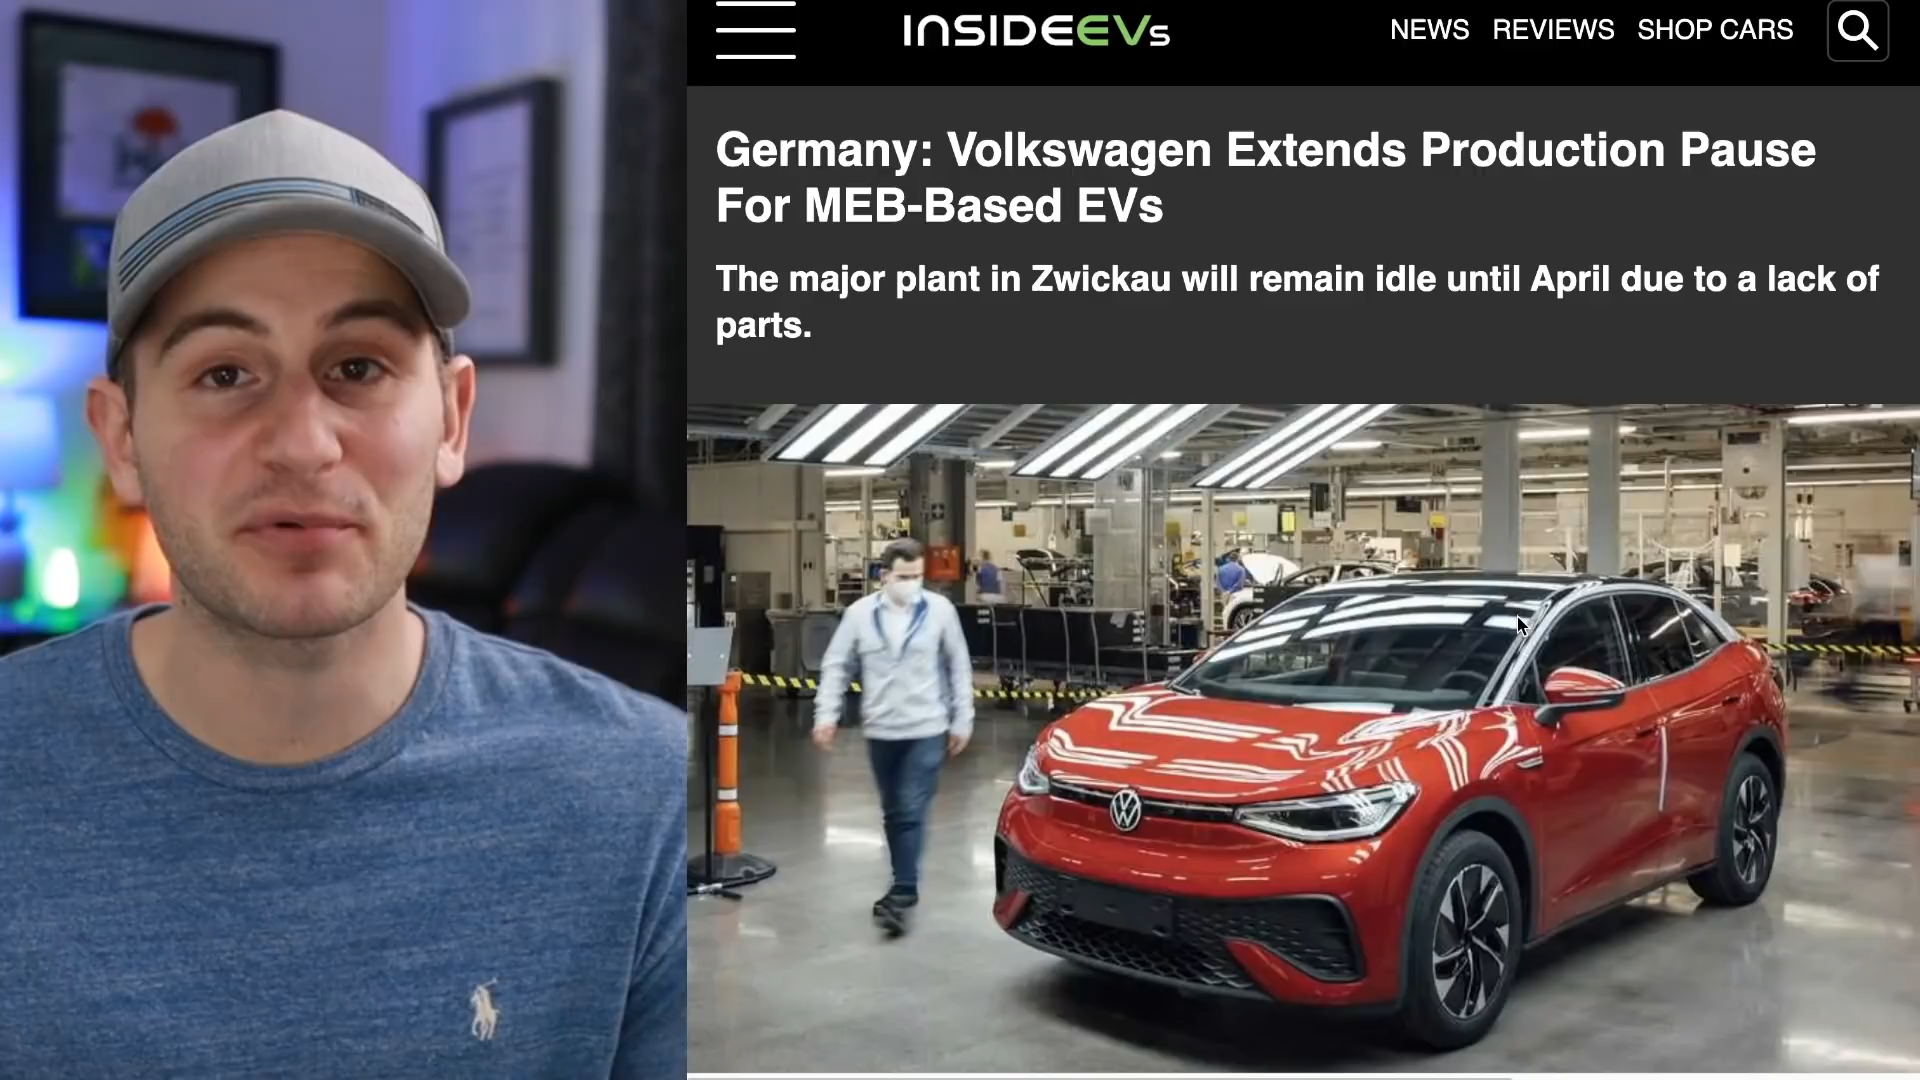 INSIDEEVs
NEWS REVIEWS SHOP CARS
Germany: Volkswagen Extends Production Pause
For MEB-Based EVs
The major plant in Zwickau will remain idle until April due to a lack of
parts.